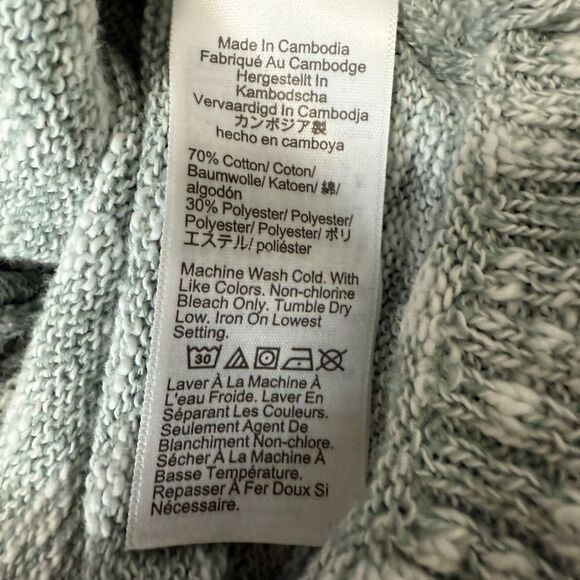 Made In Cambodia
Fabriqué Au Cambodge
Hergestellt In
Kambodscha
Vervaardigd In Cambodja
カンボジア製
hecho en camboya
70% Cotton/ Coton/
Baumwolle/ Katoen/ 綿/
algodón
30% Polyester/ Polyester/
Polyester/ Polyester/ ポリ
エステル/ poliéster
Machine Wash Cold. With
Like Colors. Non-chlorine
Bleach Only. Tumble Dry
Low. Iron On Lowest
Setting.
30
Laver À La Machine À
L'eau Froide. Laver En
Séparant Les Couleurs.
Seulement Agent De
Blanchiment Non-chlore.
Sécher À La Machine À
Basse Température.
Repasser À Fer Doux Si
Nécessaire.